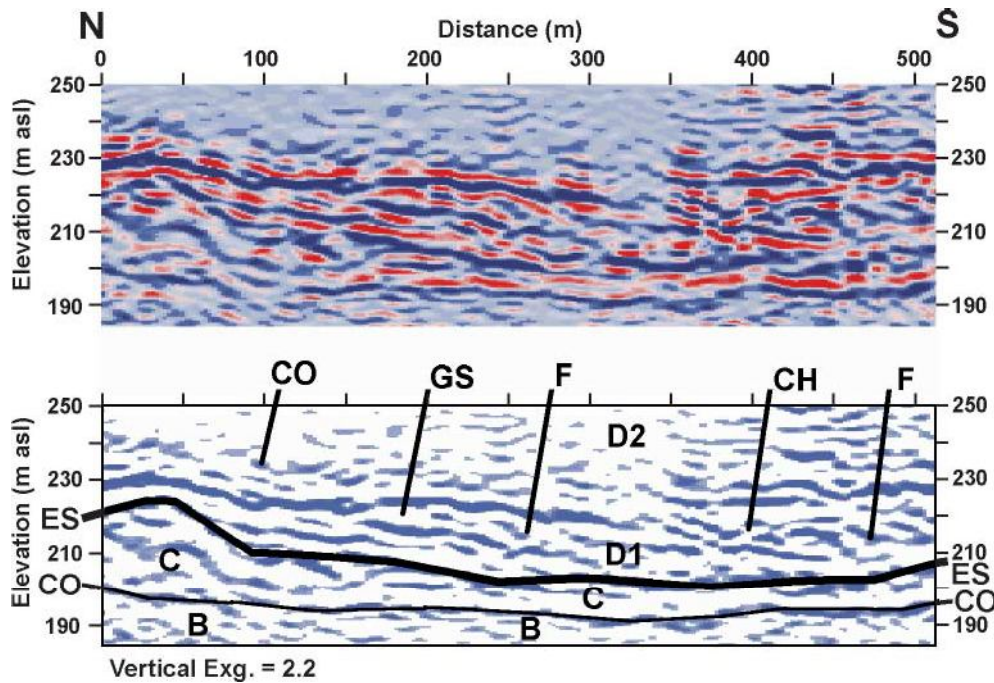 N Distance (m) S
0 100 200 300 400 500
250 250
230 230
210 210
190 190
Elevation (m asl)
CO GS F CH F
250 250
D2
230 230
ES
D1
210 210
C ES
CO C CO
190 B B 190
Elevation (m asl)
Vertical Exg. = 2.2